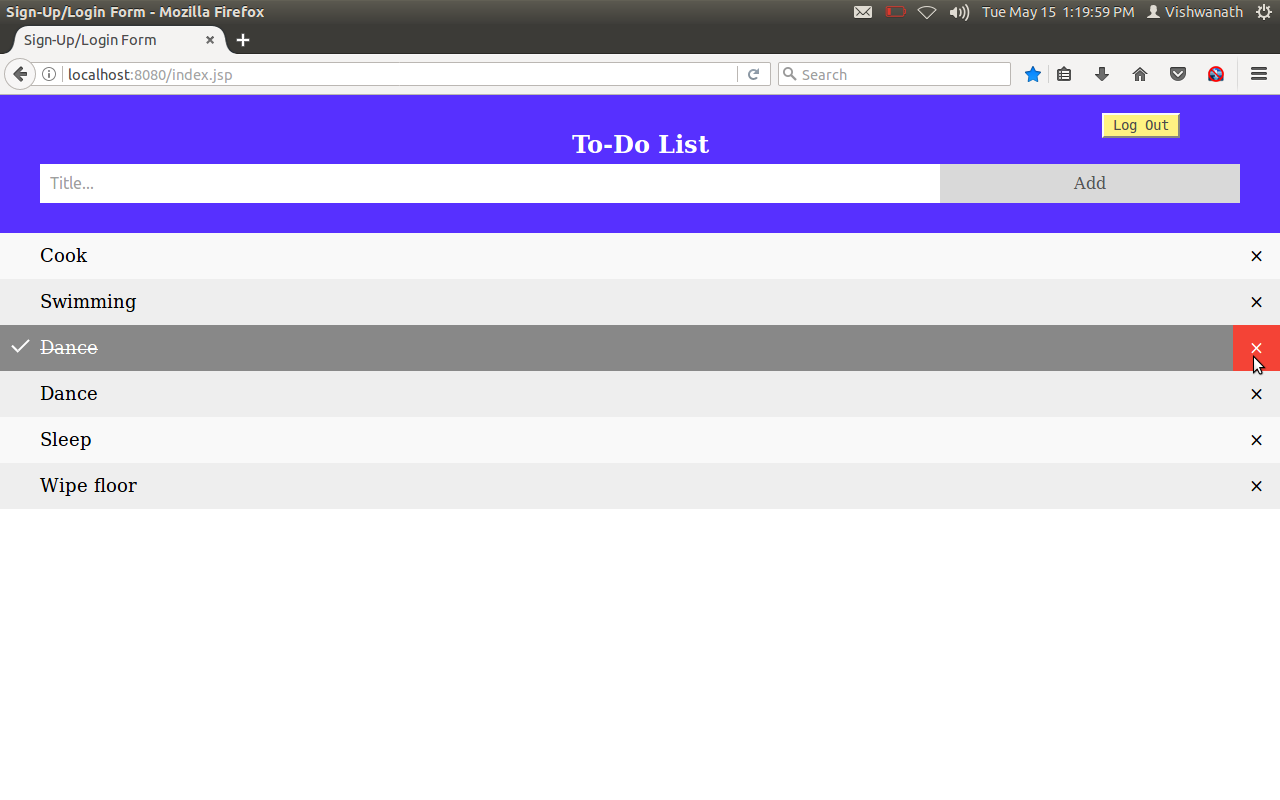 Sign-Up/Login Form - Mozilla Firefox Tue May 15 1:19:59 PM Vishwanath
Sign-Up/Login Form
localhost:8080/index.jsp Search
Log Out
To-Do List
Title... Add
Cook
Swimming
Dance
Dance
Sleep
Wipe floor